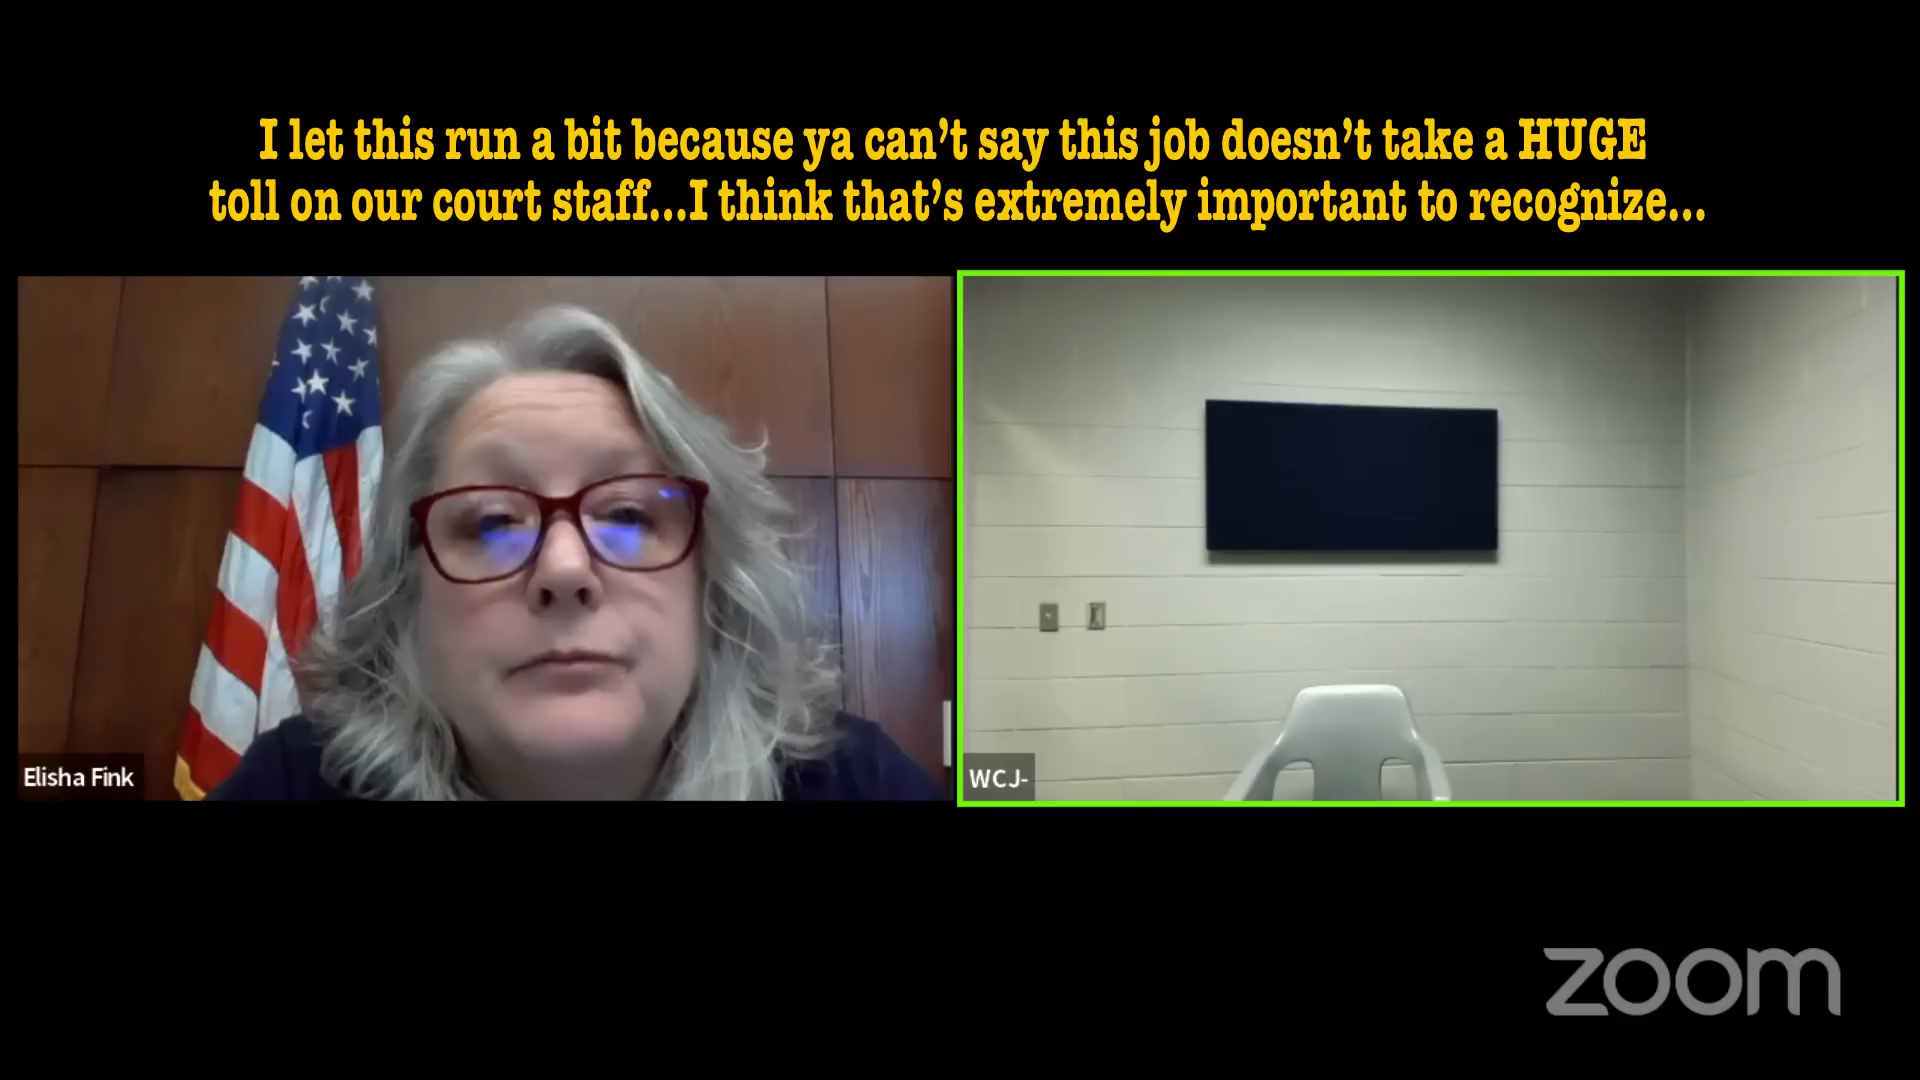 I let this run a bit because ya can’t say this job doesn’t take a HUGE
toll on our court staff...I think that’s extremely important to recognize...
Elisha Fink
WCJ-
zoom